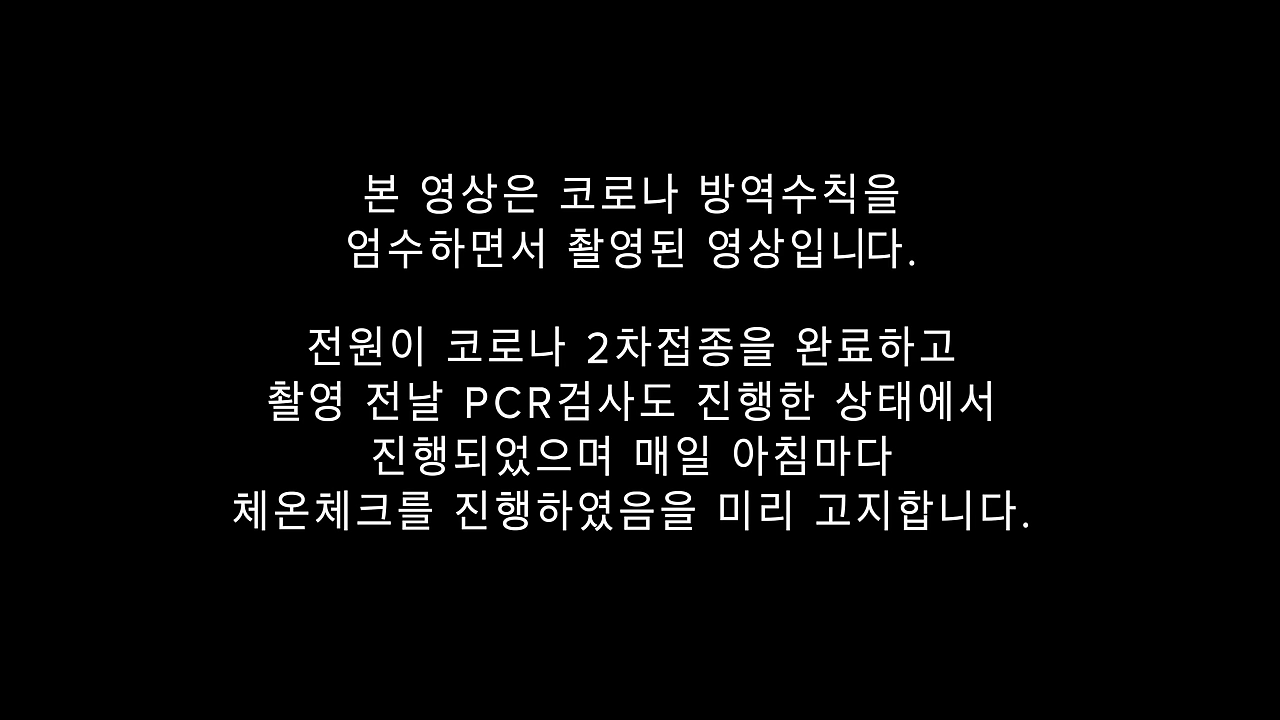 본 영상은 코로나 방역수칙을
엄수하면서 촬영된 영상입니다.
전원이 코로나 2차접종을 완료하고
촬영 전날 PCR검사도 진행한 상태에서
진행되었으며 매일 아침마다
체온체크를 진행하였음을 미리 고지합니다.